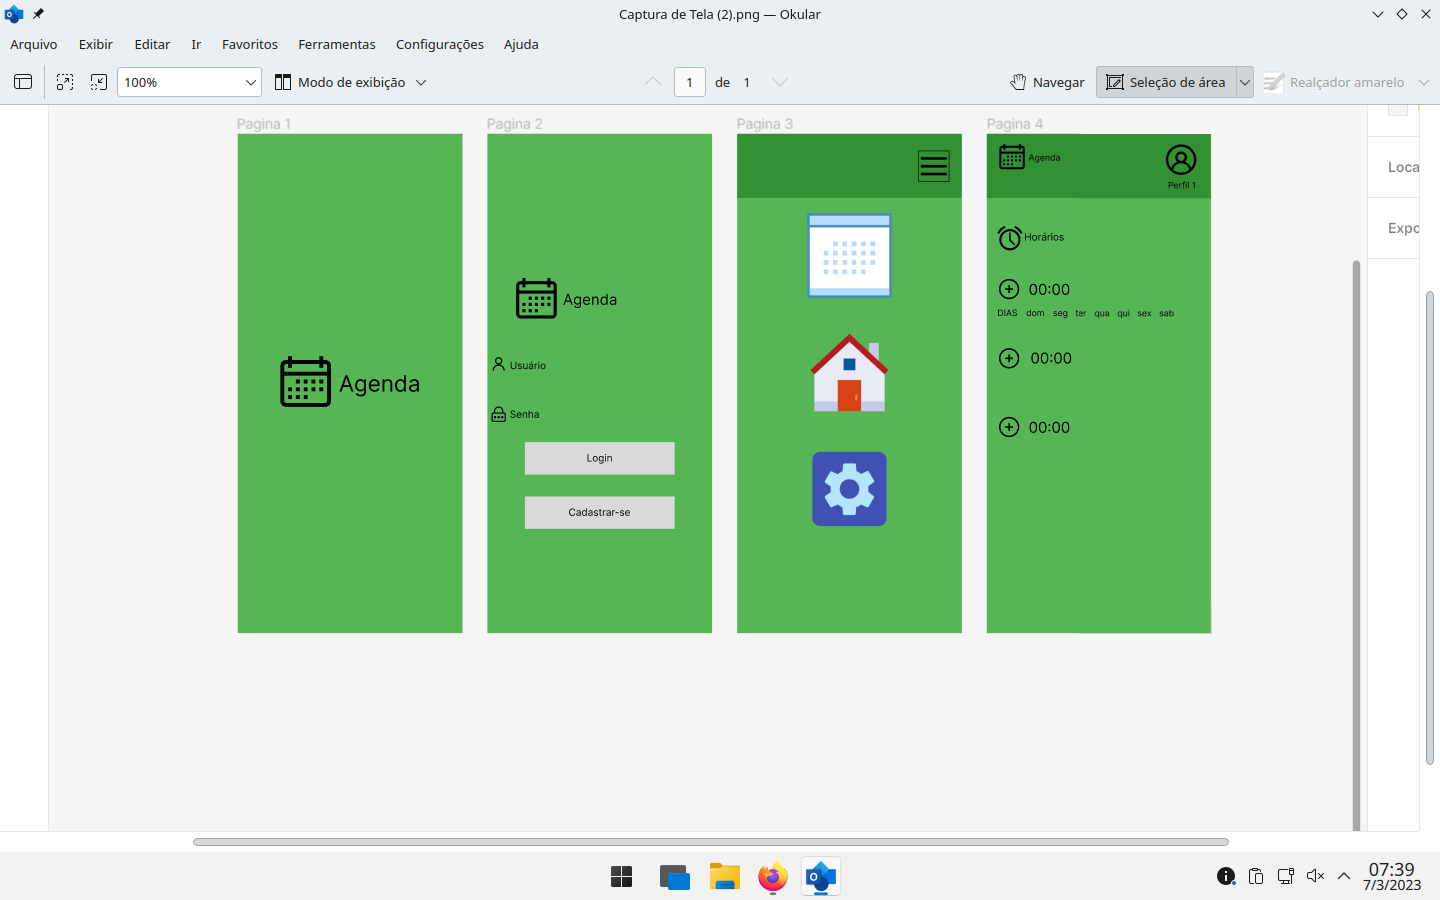 Captura de Tela (2).png — Okular
Arquivo Exibir Editar Ir Favoritos Ferramentas Configurações Ajuda
100% Modo de exibição 1 de 1 Navegar Seleção de área Realçador amarelo
Pagina 1
Agenda
Pagina 2
Agenda
Usuário
Senha
Login
Cadastrar-se
Pagina 3
Pagina 4
Agenda
Perfil 1
Horários
00:00
DIAS dom seg ter qua qui sex sab
00:00
00:00
Loca
Expo
07:39
7/3/2023